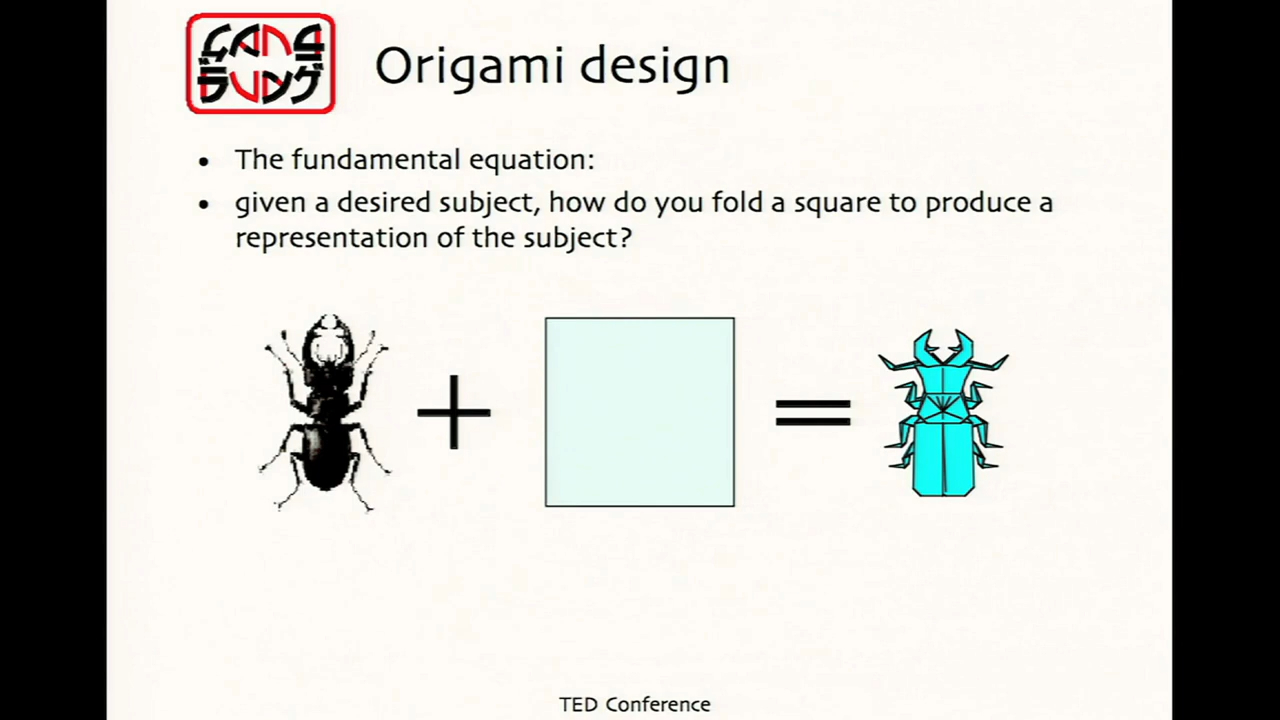 Origami design
• The fundamental equation:
• given a desired subject, how do you fold a square to produce a
representation of the subject?
+
=
TED Conference